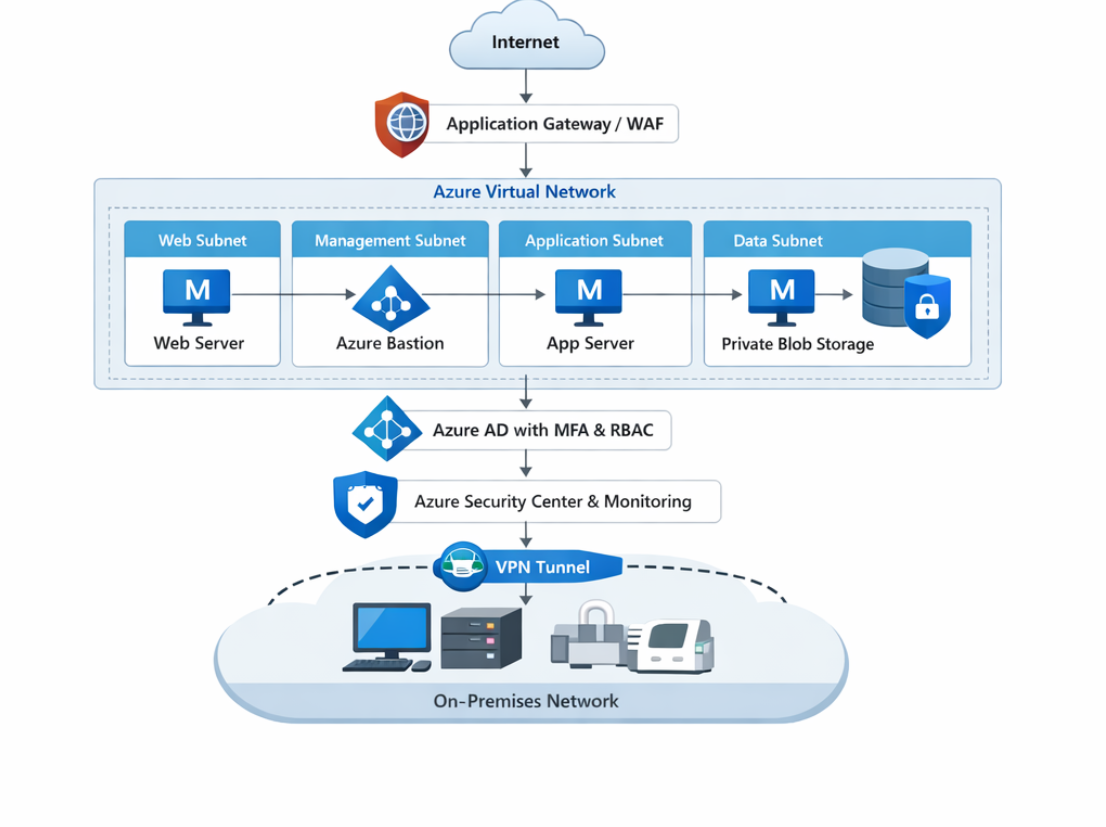 Internet
Application Gateway / WAF
Azure Virtual Network
Web Subnet
Management Subnet
Application Subnet
Data Subnet
M
M
M
Web Server
Azure Bastion
App Server
Private Blob Storage
Azure AD with MFA & RBAC
Azure Security Center & Monitoring
VPN Tunnel
On-Premises Network